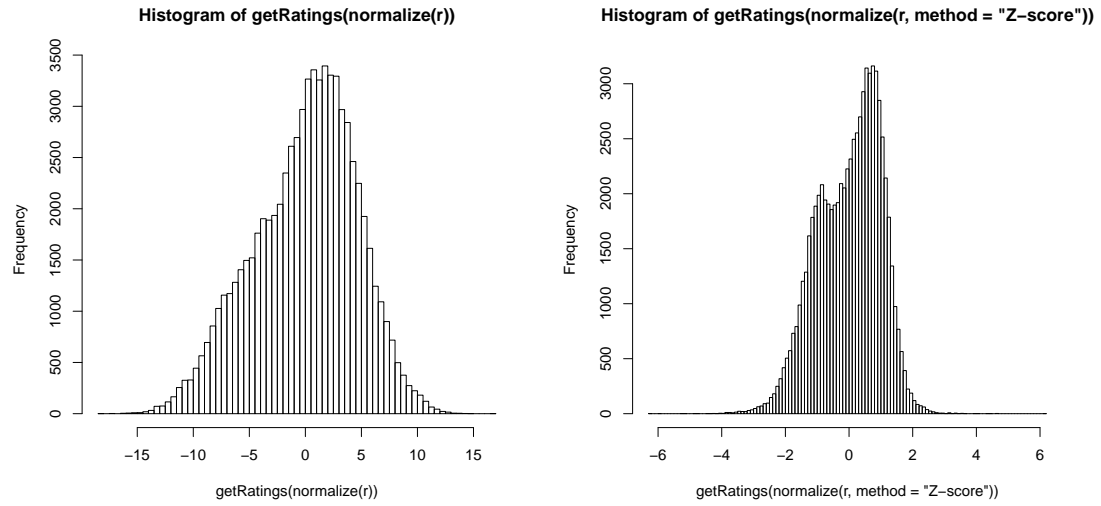 Histogram of getRatings(normalize(r))
Frequency
3500
3000
2500
2000
1500
1000
500
0
−15 −10 −5 0 5 10 15
getRatings(normalize(r))
Histogram of getRatings(normalize(r, method = "Z−score"))
Frequency
3000
2500
2000
1500
1000
500
0
−6 −4 −2 0 2 4 6
getRatings(normalize(r, method = "Z−score"))